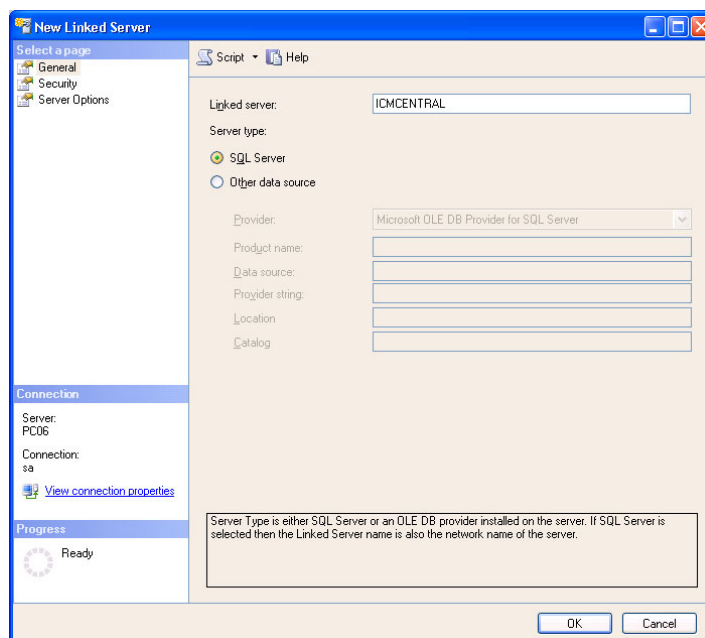 New Linked Server
Select a page
General
Security
Server Options
Script
Help
Linked server:
ICMCENTRAL
Server type:
SQL Server
Other data source
Provider:
Microsoft OLE DB Provider for SQL Server
Product name:
Data source:
Provider string:
Location
Catalog
Connection
Server:
PC06
Connection:
sa
View connection properties
Progress
Ready
Server Type is either SQL Server or an OLE DB provider installed on the server. If SQL Server is
selected then the Linked Server name is also the network name of the server.
OK
Cancel